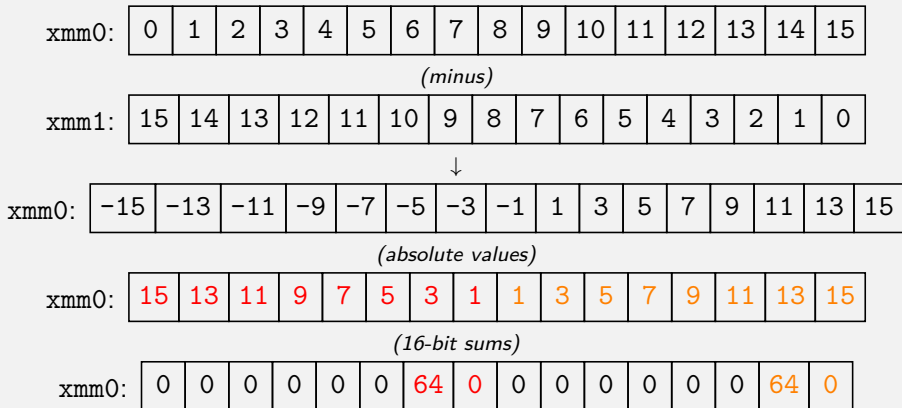 xmm0: 0 1 2 3 4 5 6 7 8 9 10 11 12 13 14 15
(minus)
xmm1: 15 14 13 12 11 10 9 8 7 6 5 4 3 2 1 0
↓
xmm0: -15 -13 -11 -9 -7 -5 -3 -1 1 3 5 7 9 11 13 15
(absolute values)
xmm0: 15 13 11 9 7 5 3 1 1 3 5 7 9 11 13 15
(16-bit sums)
xmm0: 0 0 0 0 0 0 64 0 0 0 0 0 0 0 64 0